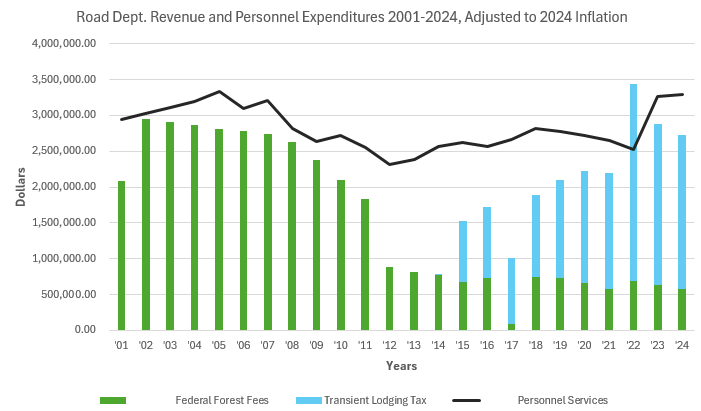 Road Dept. Revenue and Personnel Expenditures 2001-2024, Adjusted to 2024 Inflation
4,000,000.00
3,500,000.00
3,000,000.00
2,500,000.00
2,000,000.00
1,500,000.00
1,000,000.00
500,000.00
0.00
Dollars
'01 '02 '03 '04 '05 '06 '07 '08 '09 '10 '11 '12 '13 '14 '15 '16 '17 '18 '19 '20 '21 '22 '23 '24
Years
Federal Forest Fees Transient Lodging Tax Personnel Services